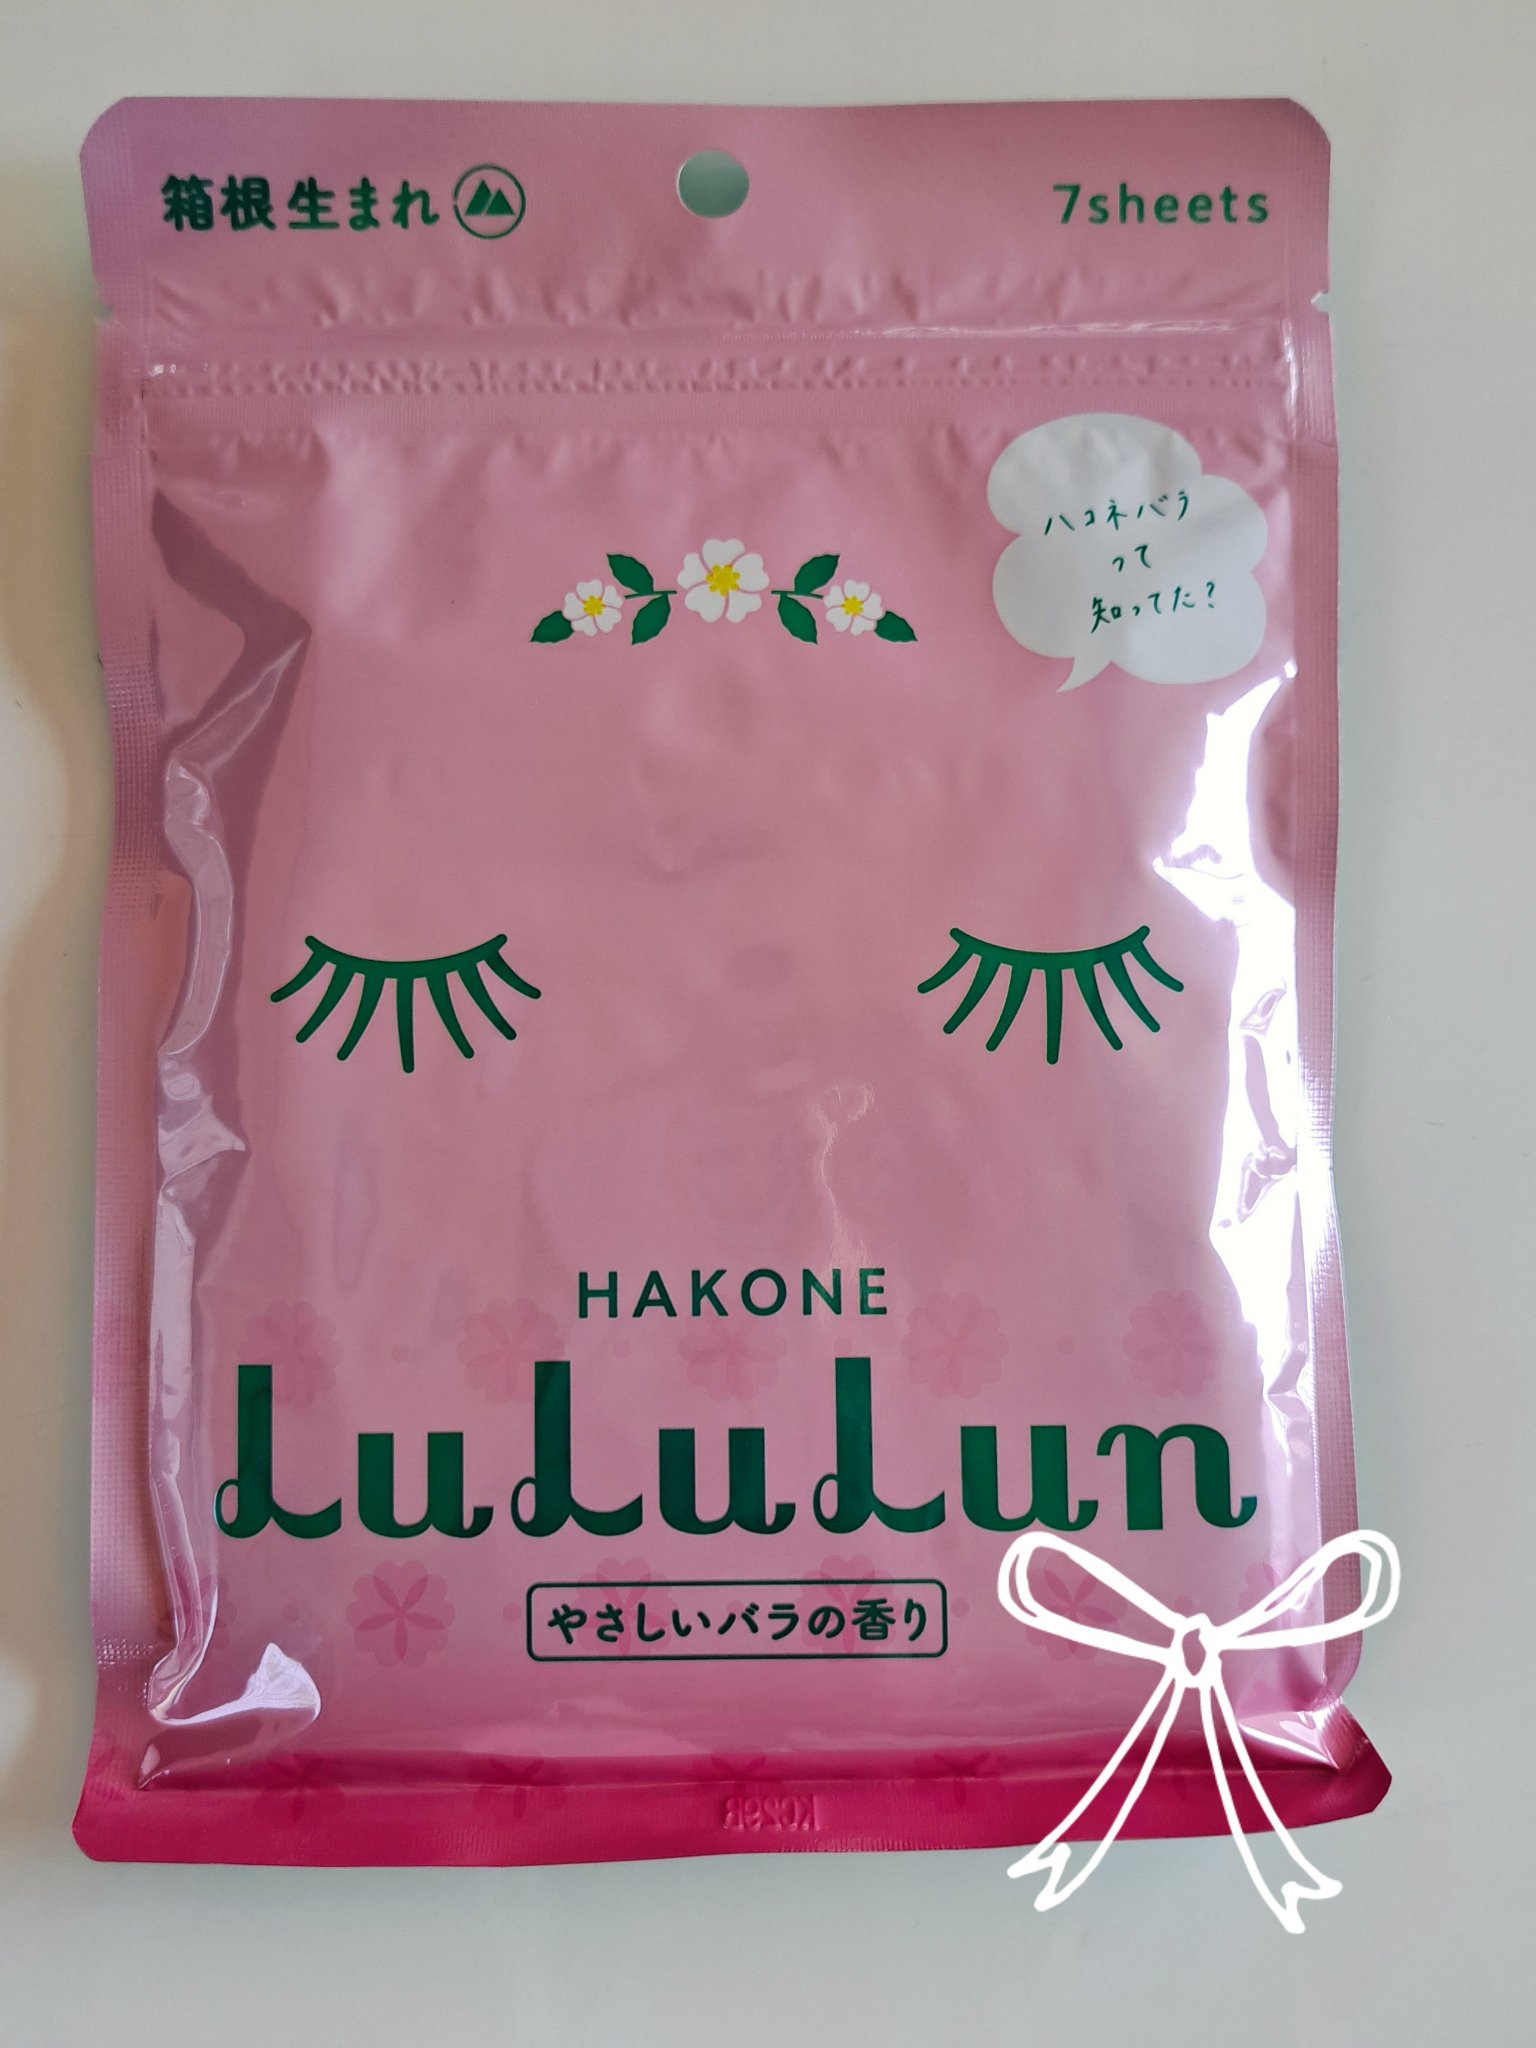 箱根生まれ
7sheets
ハコネバラ
って
知ってた?
HAKONE
LuLuLun
やさしいバラの香り